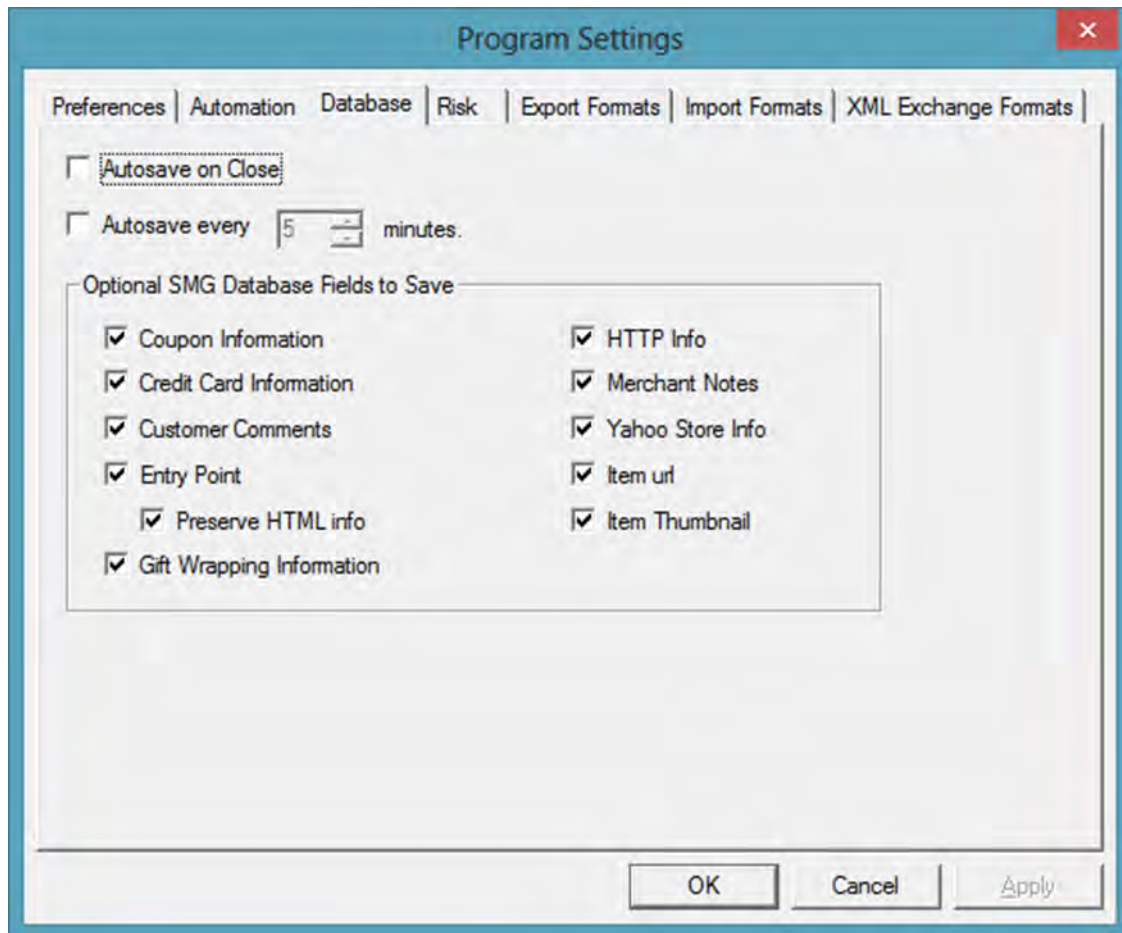 Program Settings
Preferences Automation Database Risk Export Formats Import Formats XML Exchange Formats
Autosave on Close
Autosave every 5 minutes.
Optional SMG Database Fields to Save
Coupon Information
Credit Card Information
Customer Comments
Entry Point
Preserve HTML info
Gift Wrapping Information
HTTP Info
Merchant Notes
Yahoo Store Info
Item url
Item Thumbnail
OK Cancel Apply